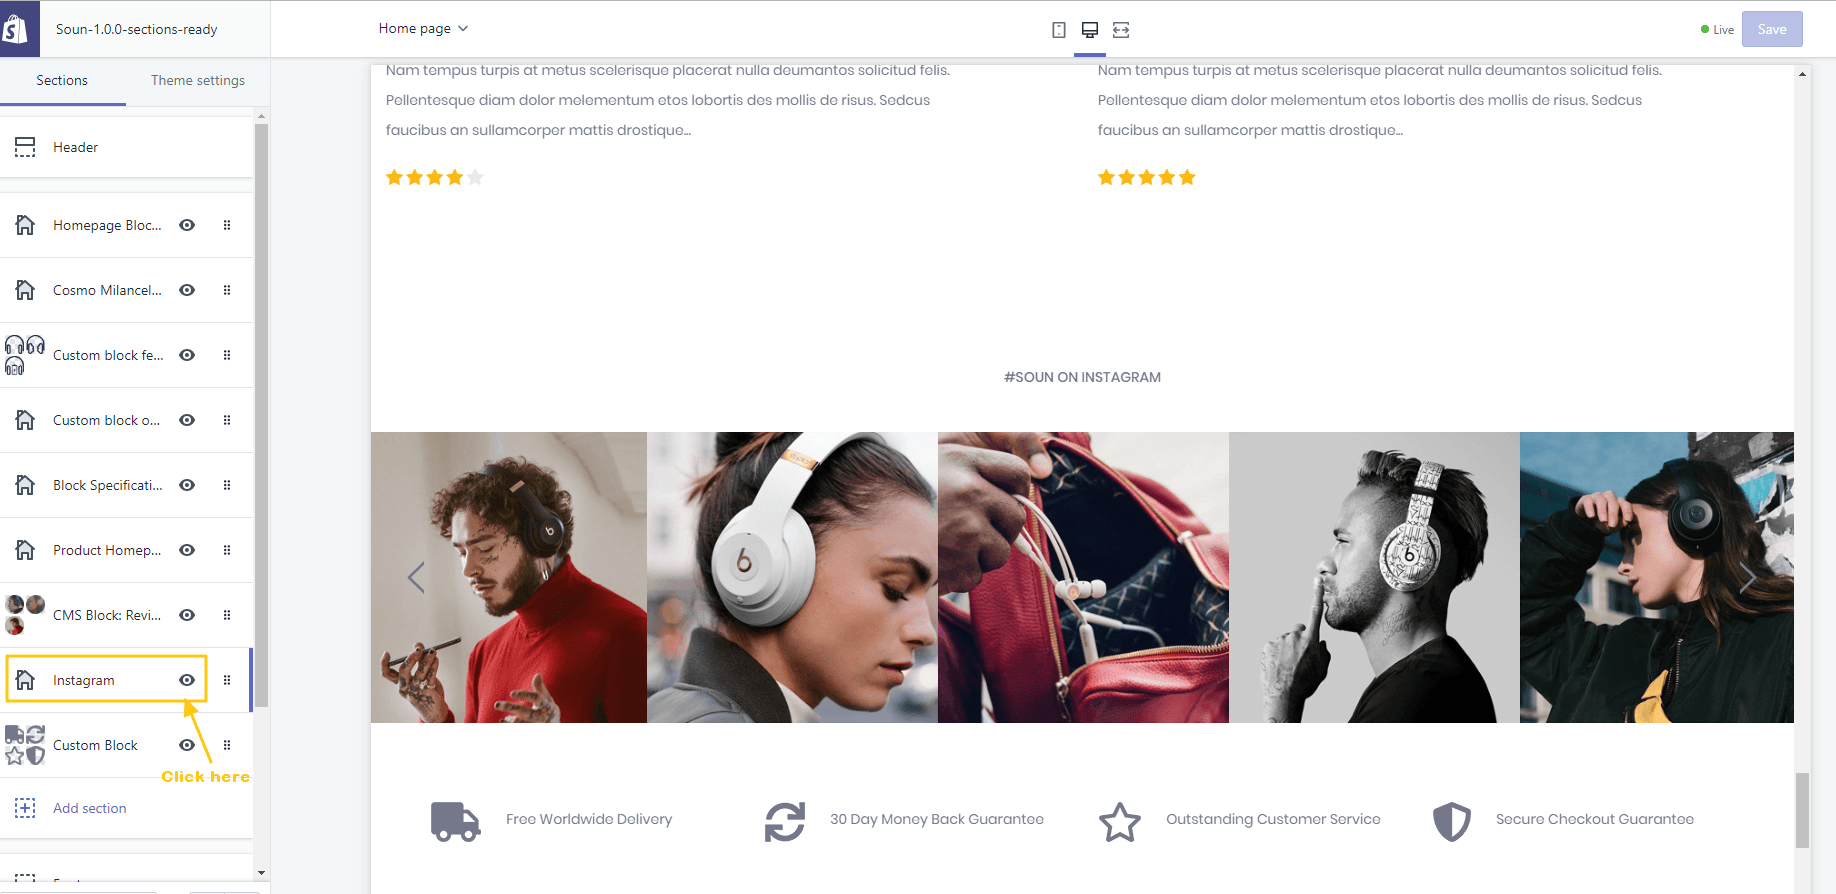 Soun-1.0.0-sections-ready
Home page
Live
Save
Sections
Theme settings
Header
Homepage Bloc...
Cosmo Milancel...
Custom block fe...
Custom block o...
Block Specificati...
Product Homep...
CMS Block: Revi...
Instagram
Custom Block
Click here
Add section
Nam tempus turpis at metus scelerisque placerat nulla deumantos solicitud felis.
Pellentesque diam dolor melementum etos lobortis des mollis de risus. Sedcus
faucibus an sullamcorper mattis drostique...
Nam tempus turpis at metus scelerisque placerat nulla deumantos solicitud felis.
Pellentesque diam dolor melementum etos lobortis des mollis de risus. Sedcus
faucibus an sullamcorper mattis drostique...
#SOUN ON INSTAGRAM
Free Worldwide Delivery
30 Day Money Back Guarantee
Outstanding Customer Service
Secure Checkout Guarantee